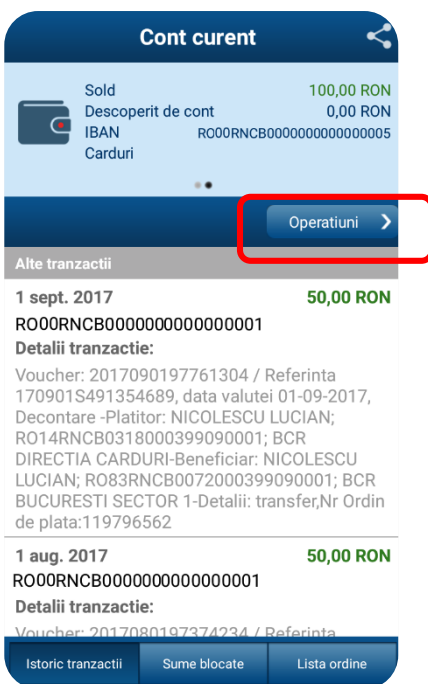 Cont curent
Sold 100,00 RON
Descoperit de cont 0,00 RON
IBAN RO00RNCB0000000000000005
Carduri
Operatiuni
Alte tranzactii
1 sept. 2017 50,00 RON
RO00RNCB0000000000000001
Detalii tranzactie:
Voucher: 2017090197761304 / Referinta
170901S491354689, data valutei 01-09-2017,
Decontare -Platitor: NICOLESCU LUCIAN;
RO14RNCB0318000399090001; BCR
DIRECTIA CARDURI-Beneficiar: NICOLESCU
LUCIAN; RO83RNCB0072000399090001; BCR
BUCURESTI SECTOR 1-Detalii: transfer,Nr Ordin
de plata:119796562
1 aug. 2017 50,00 RON
RO00RNCB0000000000000001
Detalii tranzactie:
Voucher: 2017080197374234 / Referinta
Istoric tranzactii Sume blocate Lista ordine